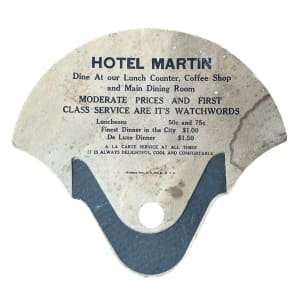 HOTEL MARTIN
Dine At our Lunch Counter, Coffee Shop
and Main Dining Room
MODERATE PRICES AND FIRST
CLASS SERVICE ARE IT'S WATCHWORDS
Luncheons 50c and 75c
Finest Dinner in the City $1.00
De Luxe Dinner $1.50
A LA CARTE SERVICE AT ALL TIMES
IT IS ALWAYS DELIGHTFUL, COOL AND COMFORTABLE